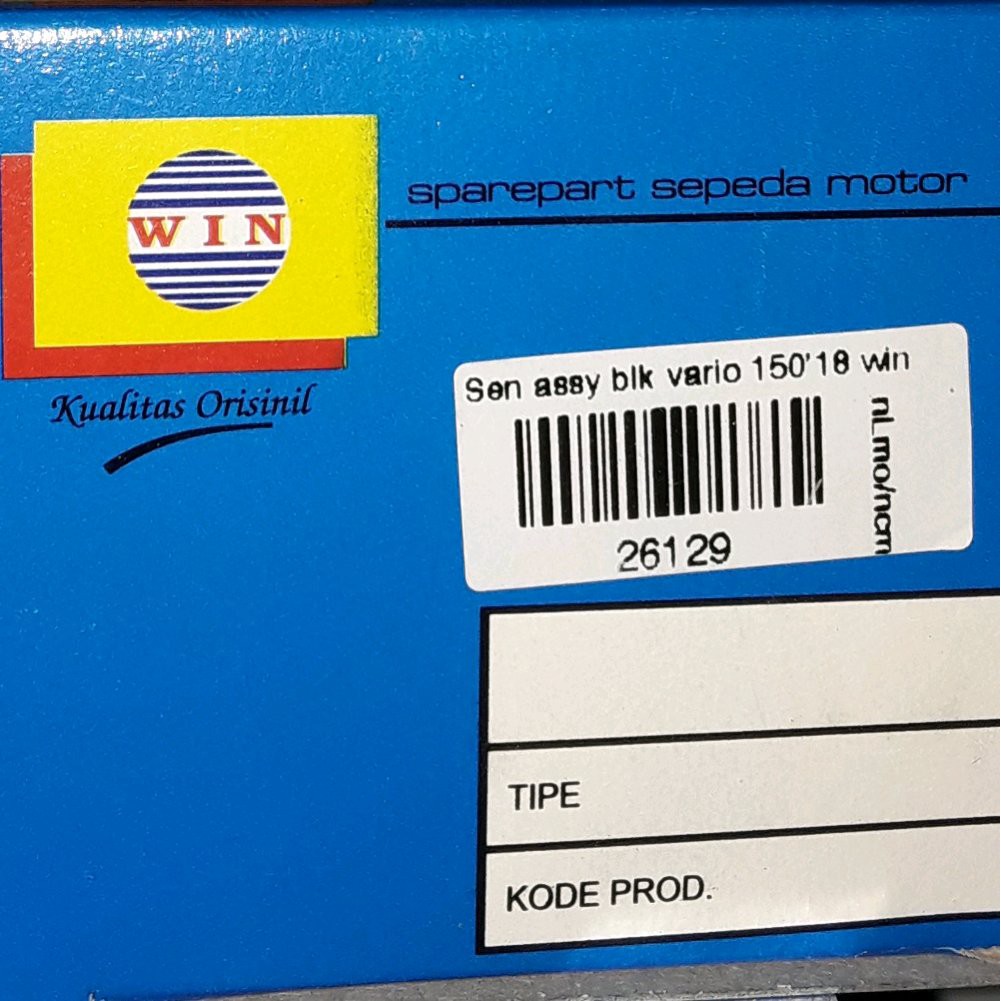 WIN
sparepart sepeda motor
Kualitas Orisinil
Sen assy blk vario 150'18 win
nl.mo/ncm
26129
TIPE
KODE PROD.